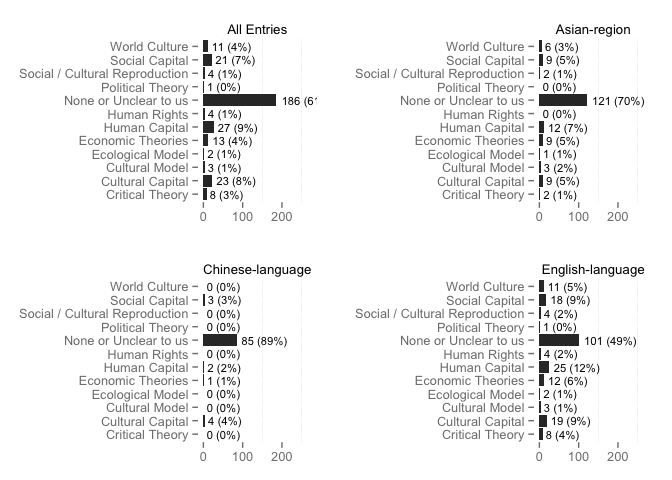 All Entries
World Culture 11 (4%)
Social Capital 21 (7%)
Social / Cultural Reproduction 4 (1%)
Political Theory 1 (0%)
None or Unclear to us 186 (6
Human Rights 4 (1%)
Human Capital 27 (9%)
Economic Theories 13 (4%)
Ecological Model 2 (1%)
Cultural Model 3 (1%)
Cultural Capital 23 (8%)
Critical Theory 8 (3%)
0 100 200
Asian-region
World Culture 6 (3%)
Social Capital 9 (5%)
Social / Cultural Reproduction 2 (1%)
Political Theory 0 (0%)
None or Unclear to us 121 (70%)
Human Rights 0 (0%)
Human Capital 12 (7%)
Economic Theories 9 (5%)
Ecological Model 1 (1%)
Cultural Model 3 (2%)
Cultural Capital 9 (5%)
Critical Theory 2 (1%)
0 100 200
Chinese-language
World Culture 0 (0%)
Social Capital 3 (3%)
Social / Cultural Reproduction 0 (0%)
Political Theory 0 (0%)
None or Unclear to us 85 (89%)
Human Rights 0 (0%)
Human Capital 2 (2%)
Economic Theories 1 (1%)
Ecological Model 0 (0%)
Cultural Model 0 (0%)
Cultural Capital 4 (4%)
Critical Theory 0 (0%)
0 100 200
English-language
World Culture 11 (5%)
Social Capital 18 (9%)
Social / Cultural Reproduction 4 (2%)
Political Theory 1 (0%)
None or Unclear to us 101 (49%)
Human Rights 4 (2%)
Human Capital 25 (12%)
Economic Theories 12 (6%)
Ecological Model 2 (1%)
Cultural Model 3 (1%)
Cultural Capital 19 (9%)
Critical Theory 8 (4%)
0 100 200